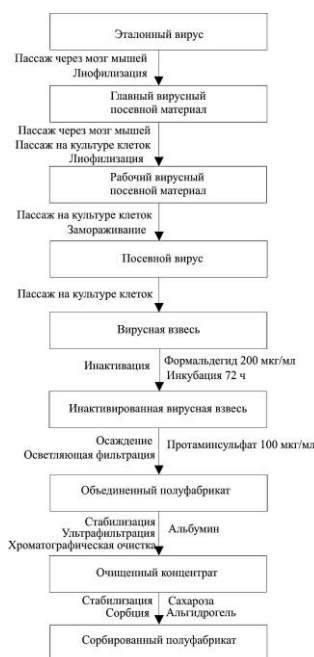 Эталонный вирус
Пассаж через мозг мышей
Лиофилизация
Главный вирусный
посевной материал
Пассаж через мозг мышей
Пассаж на культуре клеток
Лиофилизация
Рабочий вирусный
посевной материал
Пассаж на культуре клеток
Замораживание
Посевной вирус
Пассаж на культуре клеток
Вирусная взвесь
Инактивация
Формальдегид 200 мкг/мл
Инкубация 72 ч
Инактивированная вирусная взвесь
Осаждение
Осветляющая фильтрация
Протаминсульфат 100 мкг/мл
Объединенный полуфабрикат
Стабилизация
Ультрафильтрация
Хроматографическая очистка
Альбумин
Очищенный концентрат
Стабилизация
Сорбция
Сахароза
Альгидрогель
Сорбированный полуфабрикат